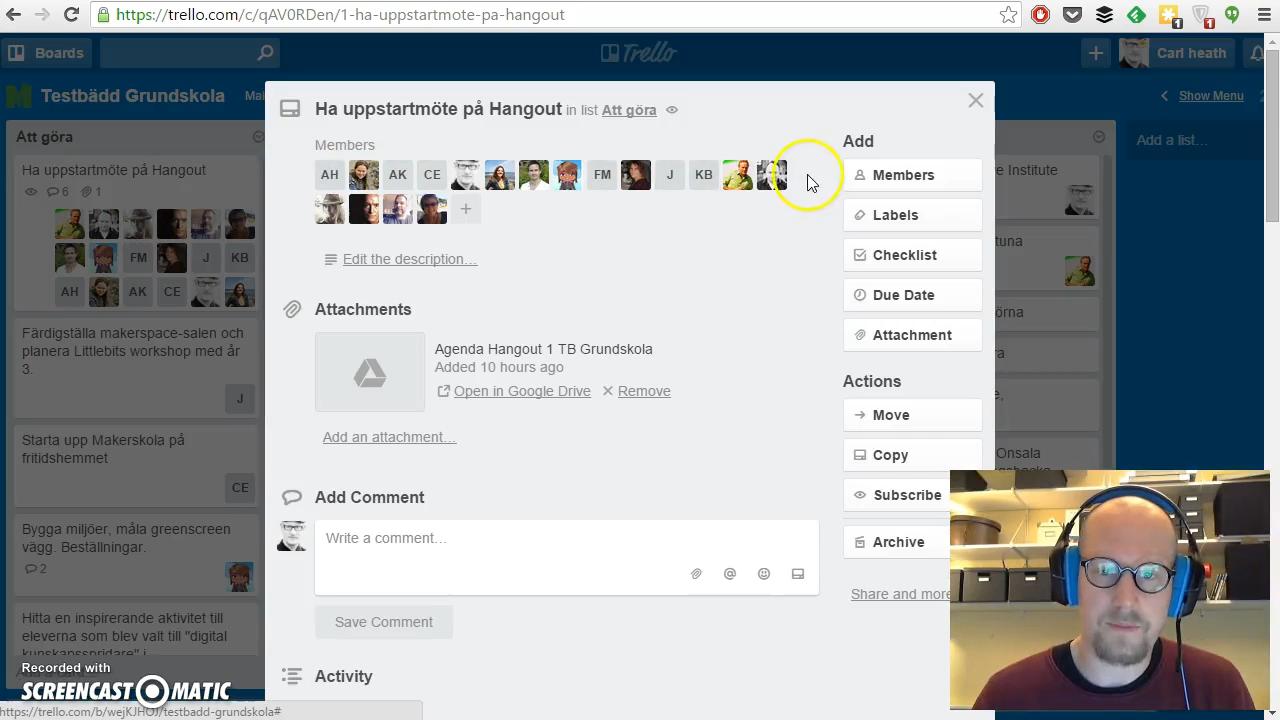 https://trello.com/c/qAV0RDen/1-ha-uppstartmote-pa-hangout
1
1
Boards
Trello
Carl heath
Testbädd Grundskola
Show Menu
Att göra
Add a list…
Ha uppstartmöte på Hangout
6
1
FM
J
KB
AH
AK
CE
Färdigställa makerspace-salen och
planera Littlebits workshop med år
3.
J
Starta upp Makerskola på
fritidshemmet
CE
Bygga miljöer, måla greenscreen
vägg. Beställningar.
2
Hitta en inspirerande aktivitet till
eleverna som blev valt till "digital
Recorded with
SCREENCAST MATIC
https://trello.com/b/wejKJHOJ/testbadd-grundskola#
Ha uppstartmöte på Hangout in list Att göra
Members
AH AK CE FM J KB
+
Edit the description…
Attachments
Agenda Hangout 1 TB Grundskola
Added 10 hours ago
Open in Google Drive Remove
Add an attachment…
Add Comment
Write a comment…
Save Comment
Activity
Add
Members
Labels
Checklist
Due Date
Attachment
Actions
Move
Copy
Subscribe
Archive
Share and more
Institute
Onsala